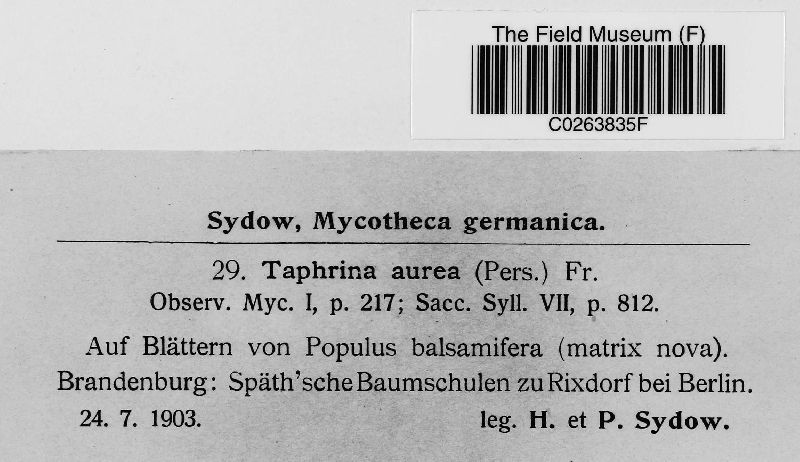 The Field Museum (F)
C0263835F
Sydow, Mycotheca germanica.
29. Taphrina aurea (Pers.) Fr.
Observ. Myc. I, p. 217; Sacc. Syll. VII, p. 812.
Auf Blättern von Populus balsamifera (matrix nova).
Brandenburg: Späth'sche Baumschulen zu Rixdorf bei Berlin.
24. 7. 1903. leg. H. et P. Sydow.